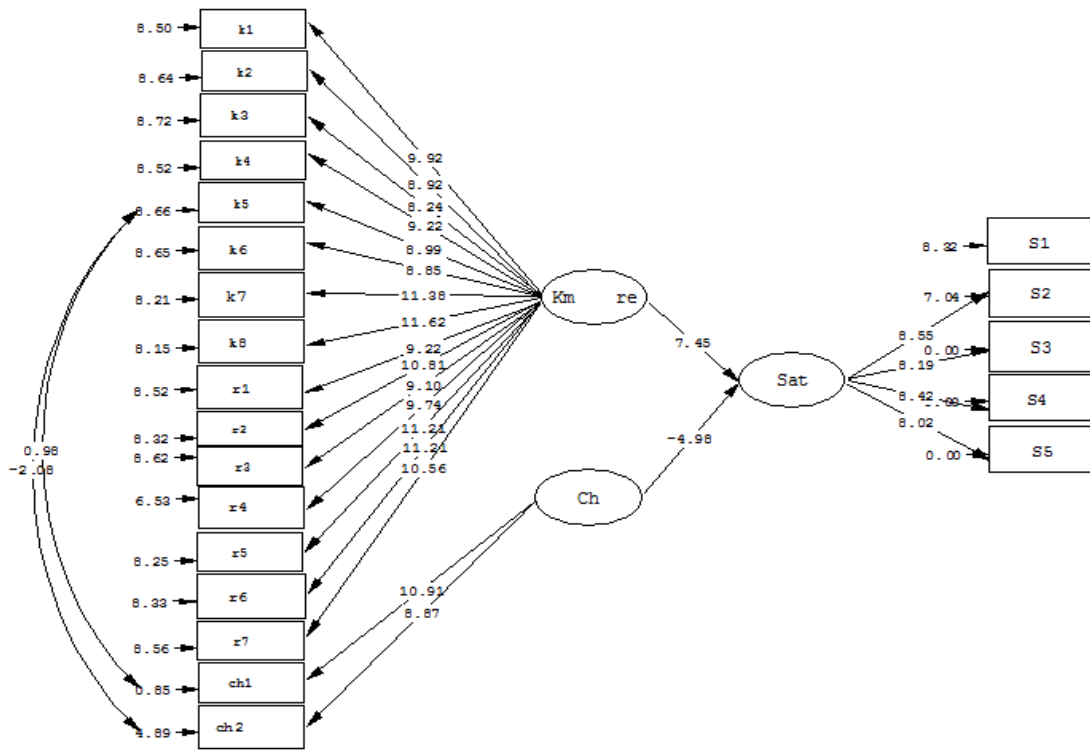 8.50 k1
8.64 k2
8.72 k3
8.52 k4
8.66 k5
8.65 k6
8.21 k7
8.15 k8
8.52 r1
8.32 r2
8.62 r3
6.53 r4
8.25 r5
8.33 r6
8.56 r7
0.85 ch1
4.89 ch2
0.98
-2.08
9.92
8.92
8.24
9.22
8.99
8.85
11.38
11.62
9.22
10.81
9.10
9.74
11.21
11.21
10.56
Km re
7.45
Sat
-4.98
Ch
10.91
8.87
8.32 S1
7.04 S2
8.55
0.00 S3
8.19
8.42
S4
8.02
0.00 S5